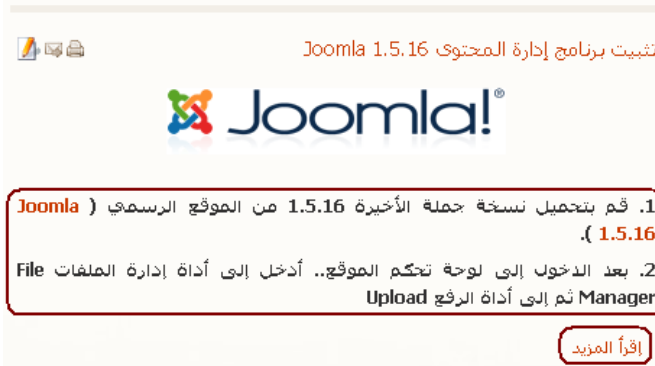 تثبيت برنامج إدارة المحتوى Joomla 1.5.16
Joomla!®
1. قم بتحميل نسخة جملة الأخيرة 1.5.16 من الموقع الرسمي ( Joomla
1.5.16 ).
2. بعد الدخول إلى لوحة تحكم الموقع.. أدخل إلى أداة إدارة الملفات File
Manager ثم إلى أداة الرفع Upload
إقرأ المزيد